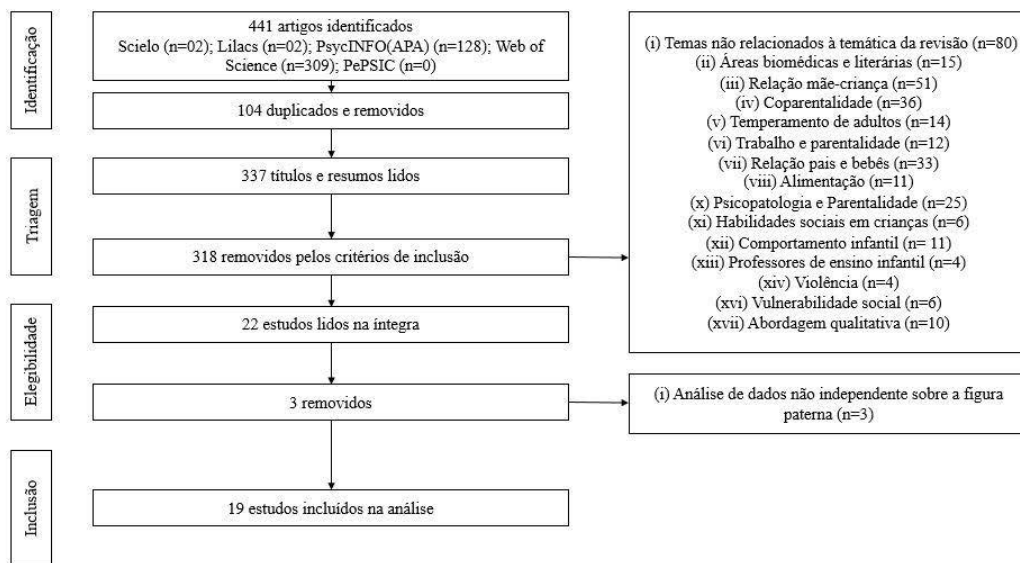 Identificação
441 artigos identificados
Scielo (n=02); Lilacs (n=02); PsycINFO(APA) (n=128); Web of
Science (n=309); PePSIC (n=0)
104 duplicados e removidos
Triagem
337 títulos e resumos lidos
318 removidos pelos critérios de inclusão
(i) Temas não relacionados à temática da revisão (n=80)
(ii) Áreas biomédicas e literárias (n=15)
(iii) Relação mãe-criança (n=51)
(iv) Coparentalidade (n=36)
(v) Temperamento de adultos (n=14)
(vi) Trabalho e parentalidade (n=12)
(vii) Relação pais e bebês (n=33)
(viii) Alimentação (n=11)
(x) Psicopatologia e Parentalidade (n=25)
(xi) Habilidades sociais em crianças (n=6)
(xii) Comportamento infantil (n= 11)
(xiii) Professores de ensino infantil (n=4)
(xiv) Violência (n=4)
(xvi) Vulnerabilidade social (n=6)
(xvii) Abordagem qualitativa (n=10)
Elegibilidade
22 estudos lidos na íntegra
3 removidos
(i) Análise de dados não independente sobre a figura
paterna (n=3)
Inclusão
19 estudos incluídos na análise